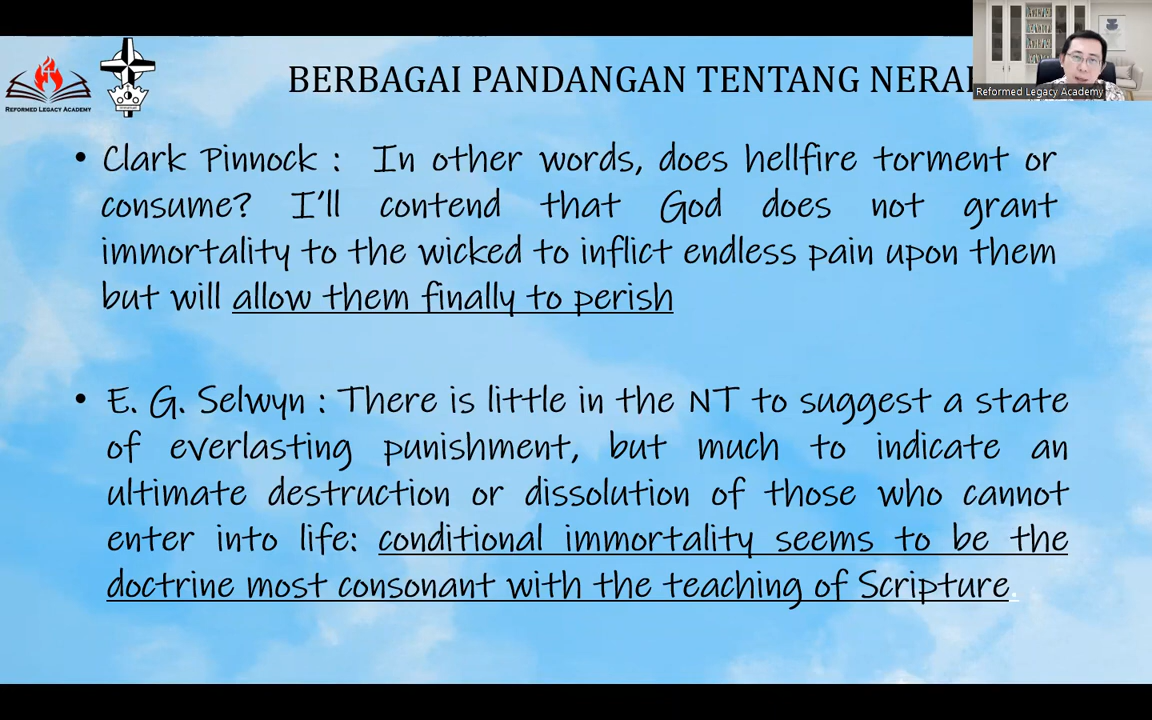 BERBAGAI PANDANGAN TENTANG
Reformed Legacy Academy
REFORMED LEGACY ACADEMY
• Clark Pinnock : In other words, does hellfire torment or
consume? I'll contend that God does not grant
immortality to the wicked to inflict endless pain upon them
but will allow them finally to perish
• E. G. Selwyn : There is little in the NT to suggest a state
of everlasting punishment, but much to indicate an
ultimate destruction or dissolution of those who cannot
enter into life: conditional immortality seems to be the
doctrine most consonant with the teaching of Scripture.